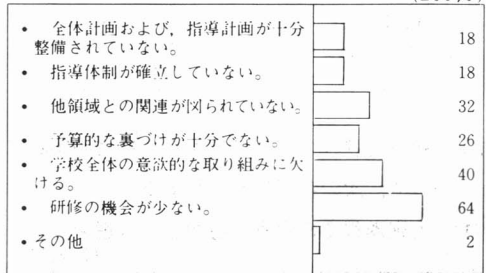 ・ 全体計画および，指導計画が十分
整備されていない。 18
・ 指導体制が確立していない。 18
・ 他領域との関連が図られていない。 32
・ 予算的な裏づけが十分でない。 26
・ 学校全体の意欲的な取り組みに欠
ける。 40
・ 研修の機会が少ない。 64
・その他 2